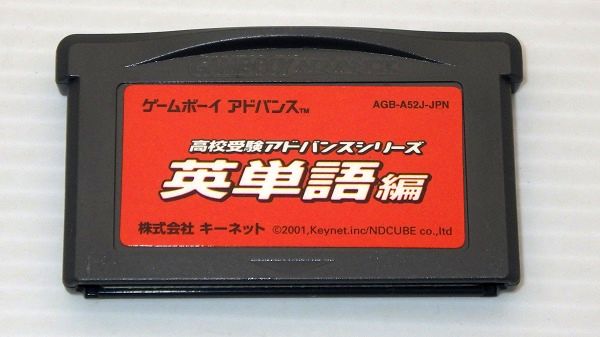 ゲームボーイ アドバンス™
AGB-A52J-JPN
高校受験アドバンスシリーズ
英単語編
株式会社 キーネット ©2001,Keynet.inc/NDCUBE co.,ltd